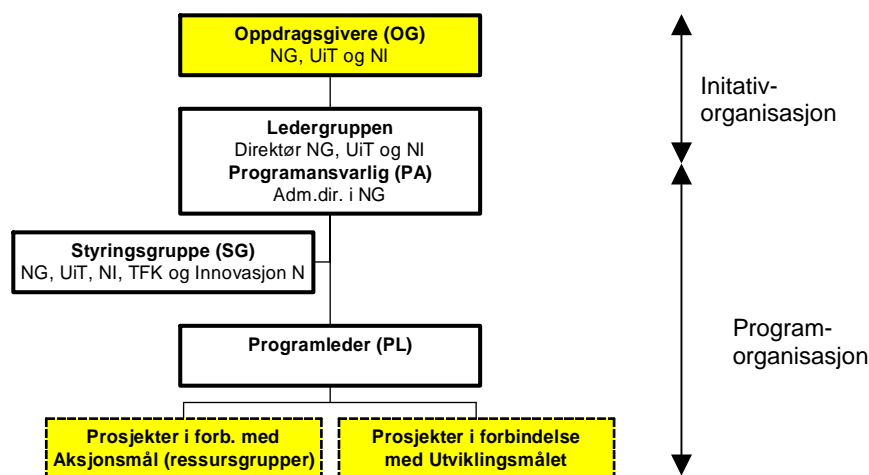 Oppdragsgivere (OG)
NG, UiT og NI
Initativ-
organisasjon
Ledergruppen
Direktør NG, UiT og NI
Programansvarlig (PA)
Adm.dir. i NG
Styringsgruppe (SG)
NG, UiT, NI, TFK og Innovasjon N
Programleder (PL)
Program-
organisasjon
Prosjekter i forb. med
Aksjonsmål (ressursgrupper)
Prosjekter i forbindelse
med Utviklingsmålet